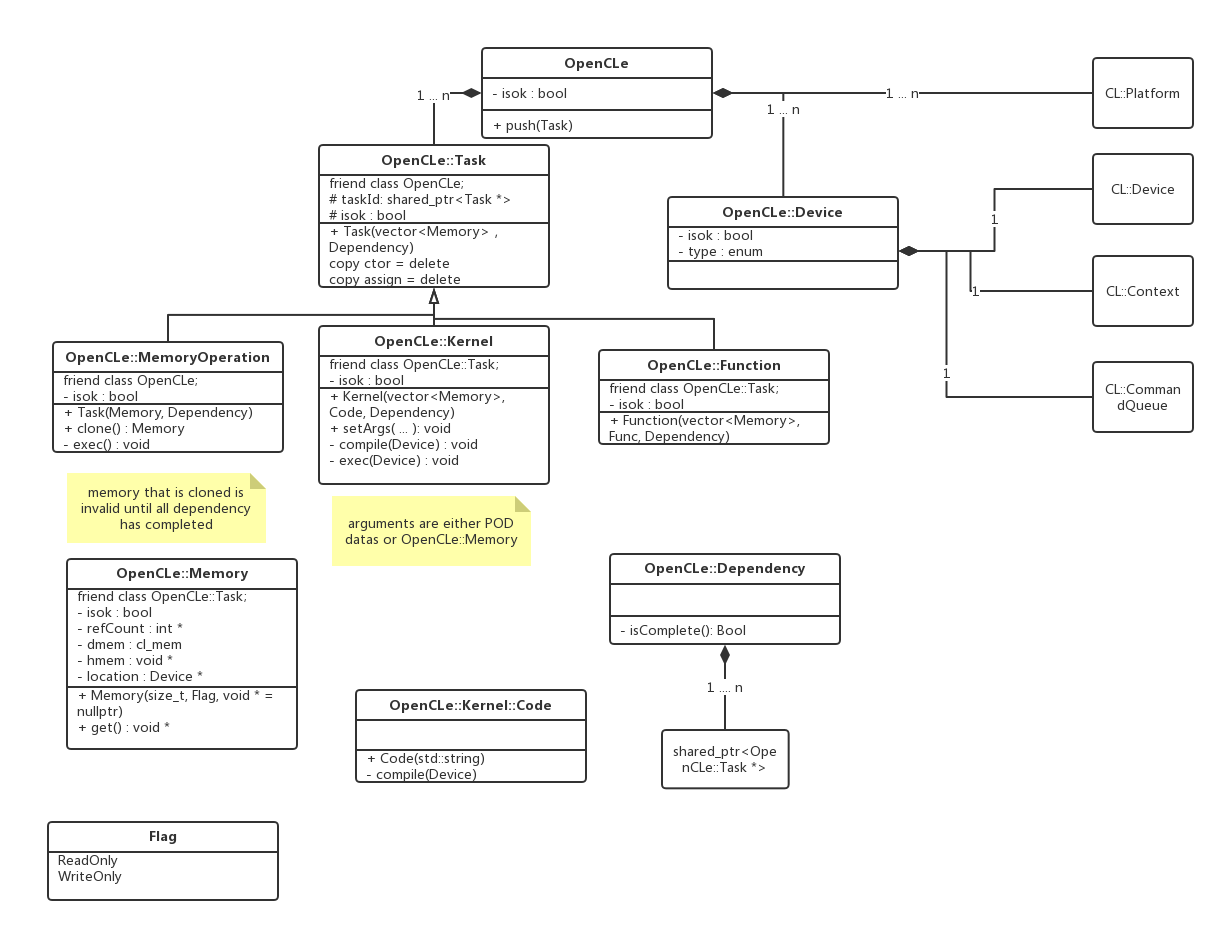 OpenCLe
- isok : bool
+ push(Task)
1 ... n
1 ... n
1 ... n
CL::Platform
OpenCLe::Task
friend class OpenCLe;
# taskId: shared_ptr<Task *>
# isok : bool
+ Task(vector<Memory> ,
Dependency)
copy ctor = delete
copy assign = delete
OpenCLe::Device
- isok : bool
- type : enum
1
CL::Device
1
CL::Context
1
CL::Comman
dQueue
OpenCLe::MemoryOperation
friend class OpenCLe;
- isok : bool
+ Task(Memory, Dependency)
+ clone() : Memory
- exec() : void
OpenCLe::Kernel
friend class OpenCLe::Task;
- isok : bool
+ Kernel(vector<Memory>,
Code, Dependency)
+ setArgs( ... ): void
- compile(Device) : void
- exec(Device) : void
OpenCLe::Function
friend class OpenCLe::Task;
- isok : bool
+ Function(vector<Memory>,
Func, Dependency)
memory that is cloned is
invalid until all dependency
has completed
arguments are either POD
datas or OpenCLe::Memory
OpenCLe::Memory
friend class OpenCLe::Task;
- isok : bool
- refCount : int *
- dmem : cl_mem
- hmem : void *
- location : Device *
+ Memory(size_t, Flag, void * =
nullptr)
+ get() : void *
OpenCLe::Dependency
- isComplete(): Bool
1 .... n
shared_ptr<Ope
nCLe::Task *>
OpenCLe::Kernel::Code
+ Code(std::string)
- compile(Device)
Flag
ReadOnly
WriteOnly